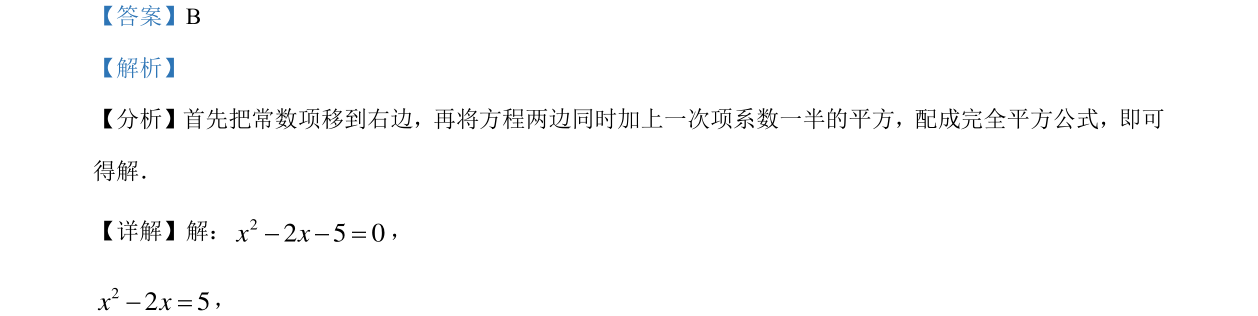 【答案】B
【解析】
【分析】首先把常数项移到右边，再将方程两边同时加上一次项系数一半的平方，配成完全平方公式，即可
得解．
【详解】解：x² − 2x − 5 = 0，
x² − 2x = 5，